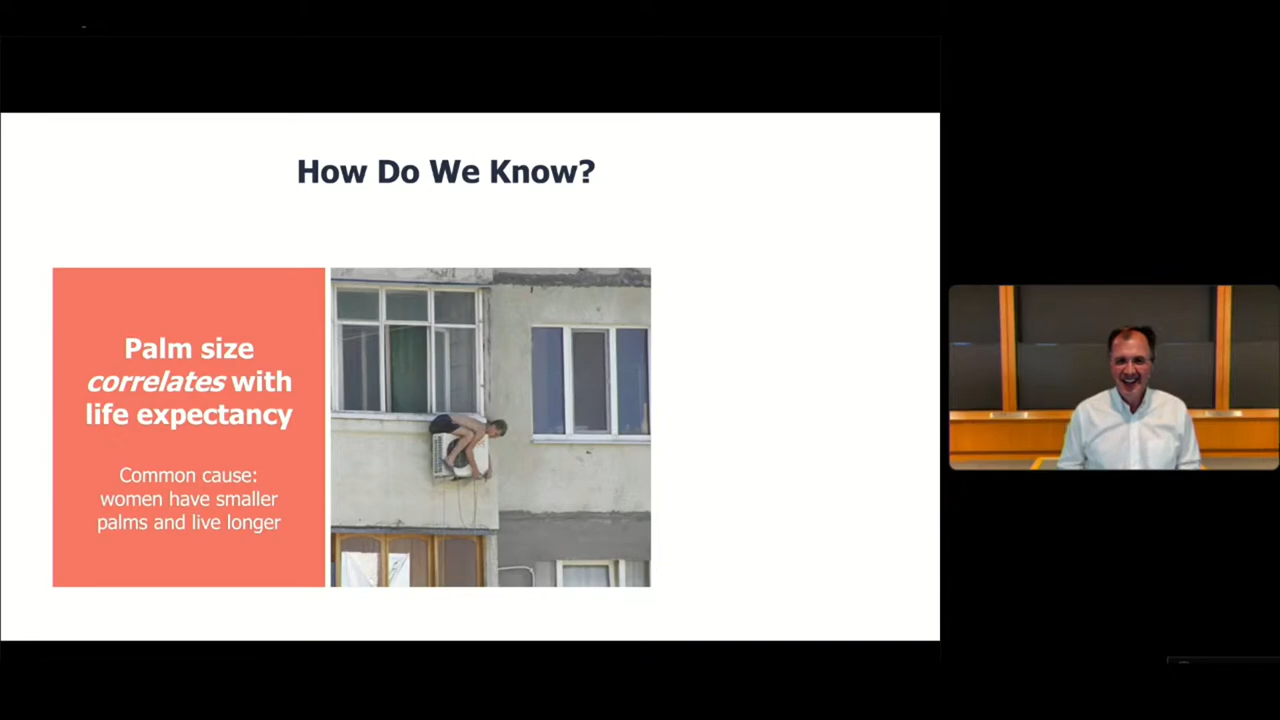 How Do We Know?
Palm size
correlates with
life expectancy
Common cause:
women have smaller
palms and live longer